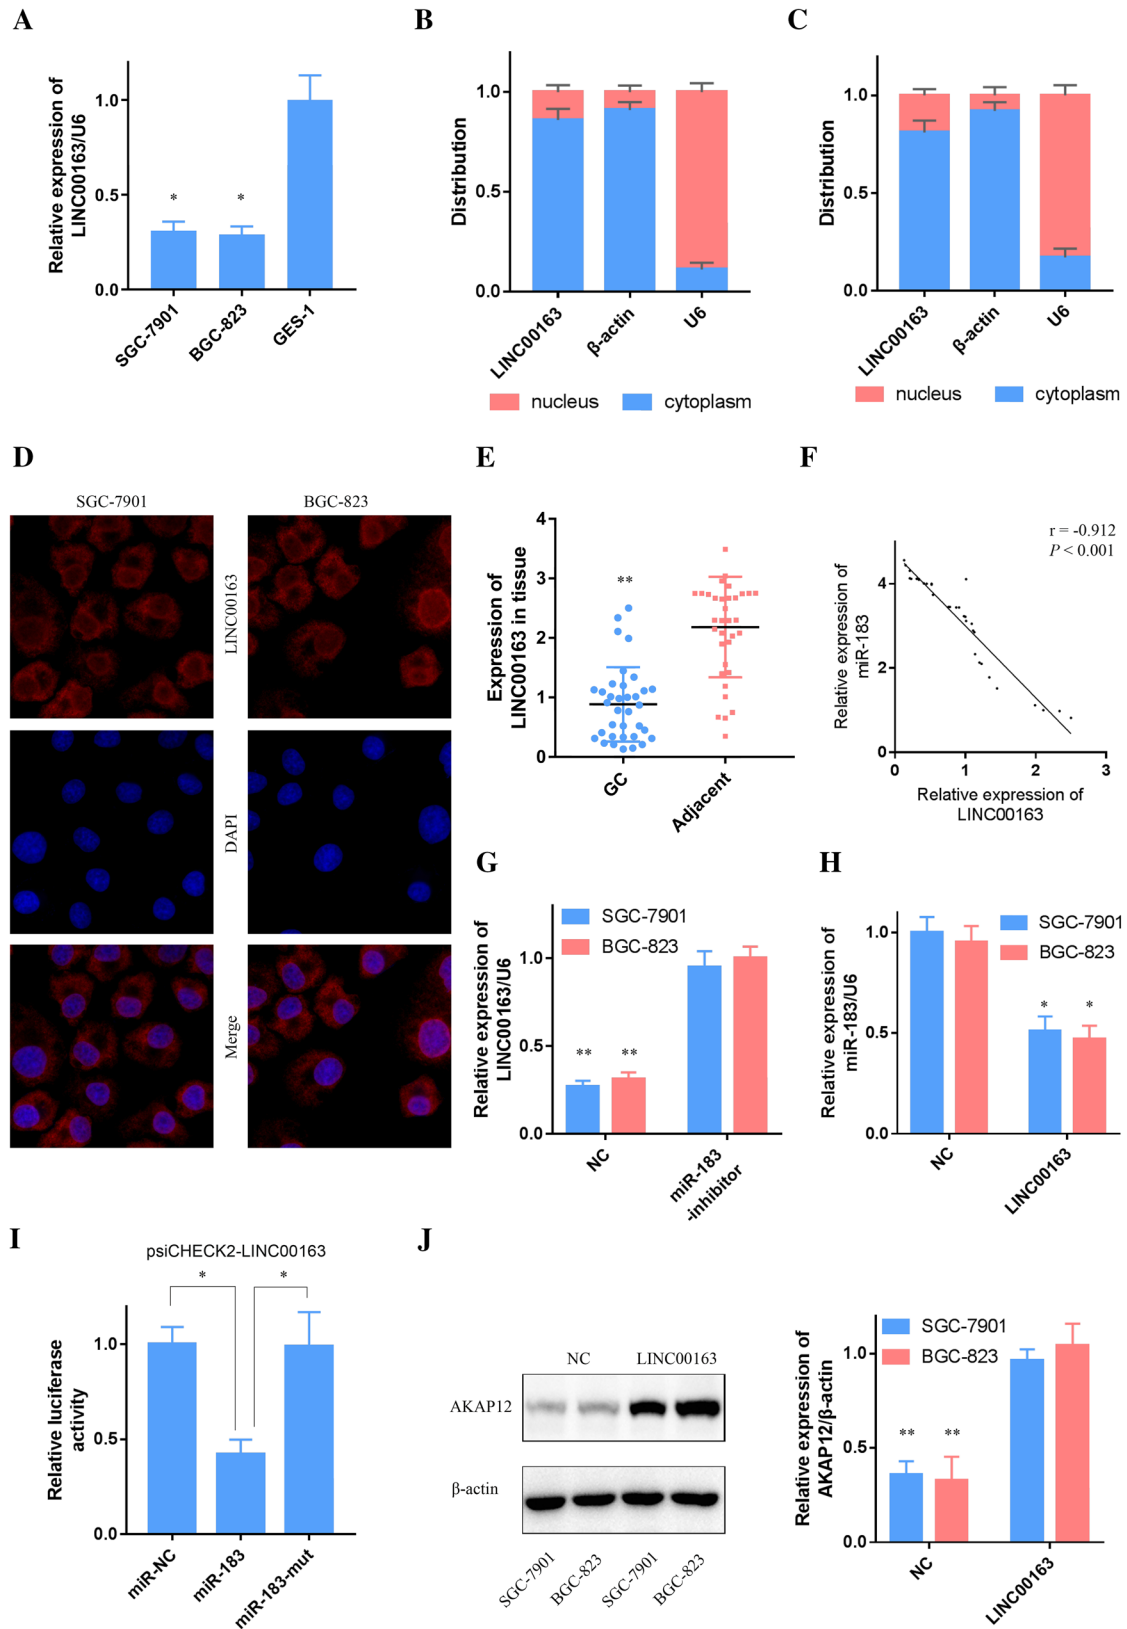 A
Relative expression of
LINC00163/U6
1.0
0.5
0.0
*
*
SGC-7901
BGC-823
GES-1
B
Distribution
1.0
0.5
0.0
LINC00163
β-actin
U6
nucleus
cytoplasm
C
Distribution
1.0
0.5
0.0
LINC00163
β-actin
U6
nucleus
cytoplasm
D
SGC-7901
BGC-823
LINC00163
DAPI
Merge
E
Expression of
LINC00163 in tissue
4
3
2
1
0
**
GC
Adjacent
F
r = -0.912
P < 0.001
Relative expression of
miR-183
4
2
0
0
1
2
3
Relative expression of
LINC00163
G
SGC-7901
BGC-823
Relative expression of
LINC00163/U6
1.0
0.5
0.0
**
**
NC
miR-183
-inhibitor
H
SGC-7901
BGC-823
Relative expression of
miR-183/U6
1.0
0.5
0.0
*
*
NC
LINC00163
I
psiCHECK2-LINC00163
*
*
Relative luciferase
activity
1.0
0.5
0.0
miR-NC
miR-183
miR-183-mut
J
NC
LINC00163
AKAP12
β-actin
SGC-7901
BGC-823
SGC-7901
BGC-823
SGC-7901
BGC-823
Relative expression of
AKAP12/β-actin
1.0
0.5
0.0
**
**
NC
LINC00163